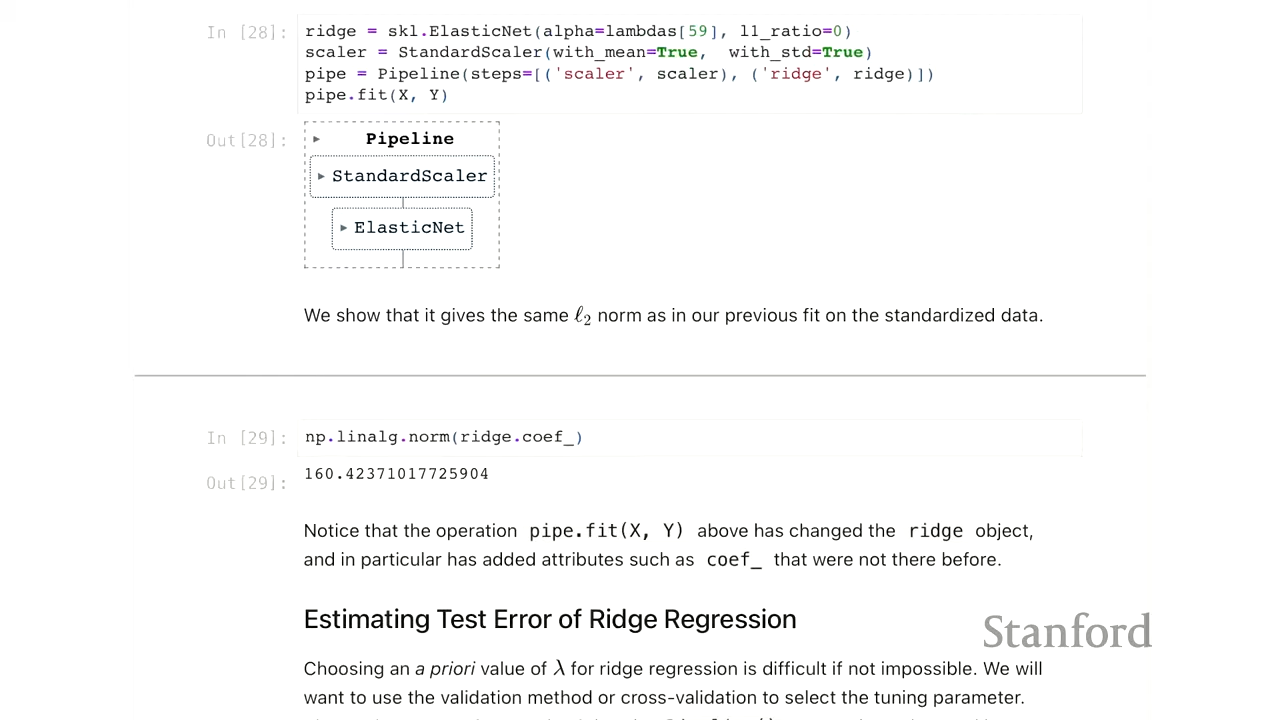 In [28]:
ridge = skl.ElasticNet(alpha=lambdas[59], l1_ratio=0)
scaler = StandardScaler(with_mean=True,  with_std=True)
pipe = Pipeline(steps=[('scaler', scaler), ('ridge', ridge)])
pipe.fit(X, Y)
Out[28]:
▸ Pipeline
▸ StandardScaler
▸ ElasticNet
We show that it gives the same ℓ₂ norm as in our previous fit on the standardized data.
In [29]:
np.linalg.norm(ridge.coef_)
Out[29]:
160.42371017725904
Notice that the operation pipe.fit(X, Y) above has changed the ridge object,
and in particular has added attributes such as coef_ that were not there before.
Estimating Test Error of Ridge Regression
Stanford
Choosing an a priori value of λ for ridge regression is difficult if not impossible. We will
want to use the validation method or cross-validation to select the tuning parameter.